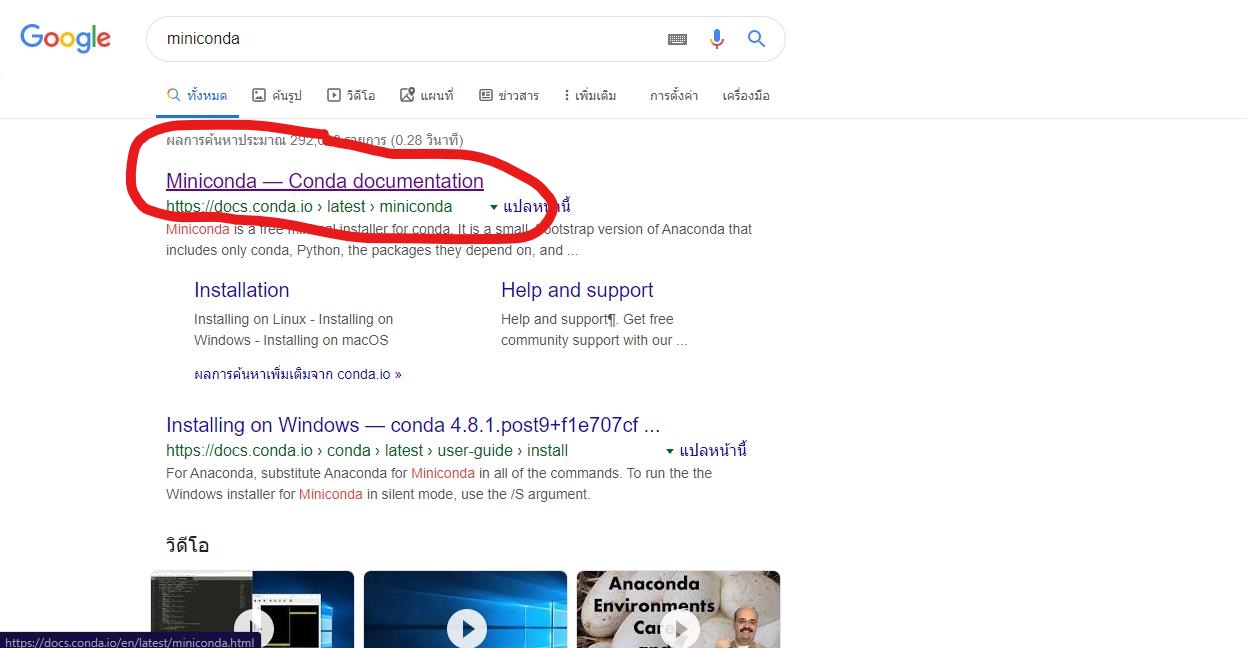 Google
miniconda
ทั้งหมด ค้นรูป วิดีโอ แผนที่ ข่าวสาร เพิ่มเติม การตั้งค่า เครื่องมือ
ผลการค้นหาประมาณ 292, รายการ (0.28 วินาที)
Miniconda — Conda documentation
https://docs.conda.io › latest › miniconda ▾ แปลหน้านี้
Miniconda is a free minimal installer for conda. It is a small, bootstrap version of Anaconda that
includes only conda, Python, the packages they depend on, and ...
Installation
Installing on Linux - Installing on
Windows - Installing on macOS
Help and support
Help and support¶. Get free
community support with our ...
ผลการค้นหาเพิ่มเติมจาก conda.io »
Installing on Windows — conda 4.8.1.post9+f1e707cf ...
https://docs.conda.io › conda › latest › user-guide › install ▾ แปลหน้านี้
For Anaconda, substitute Anaconda for Miniconda in all of the commands. To run the the
Windows installer for Miniconda in silent mode, use the /S argument.
วิดีโอ
Anaconda
Environments
and
https://docs.conda.io/en/latest/miniconda.html